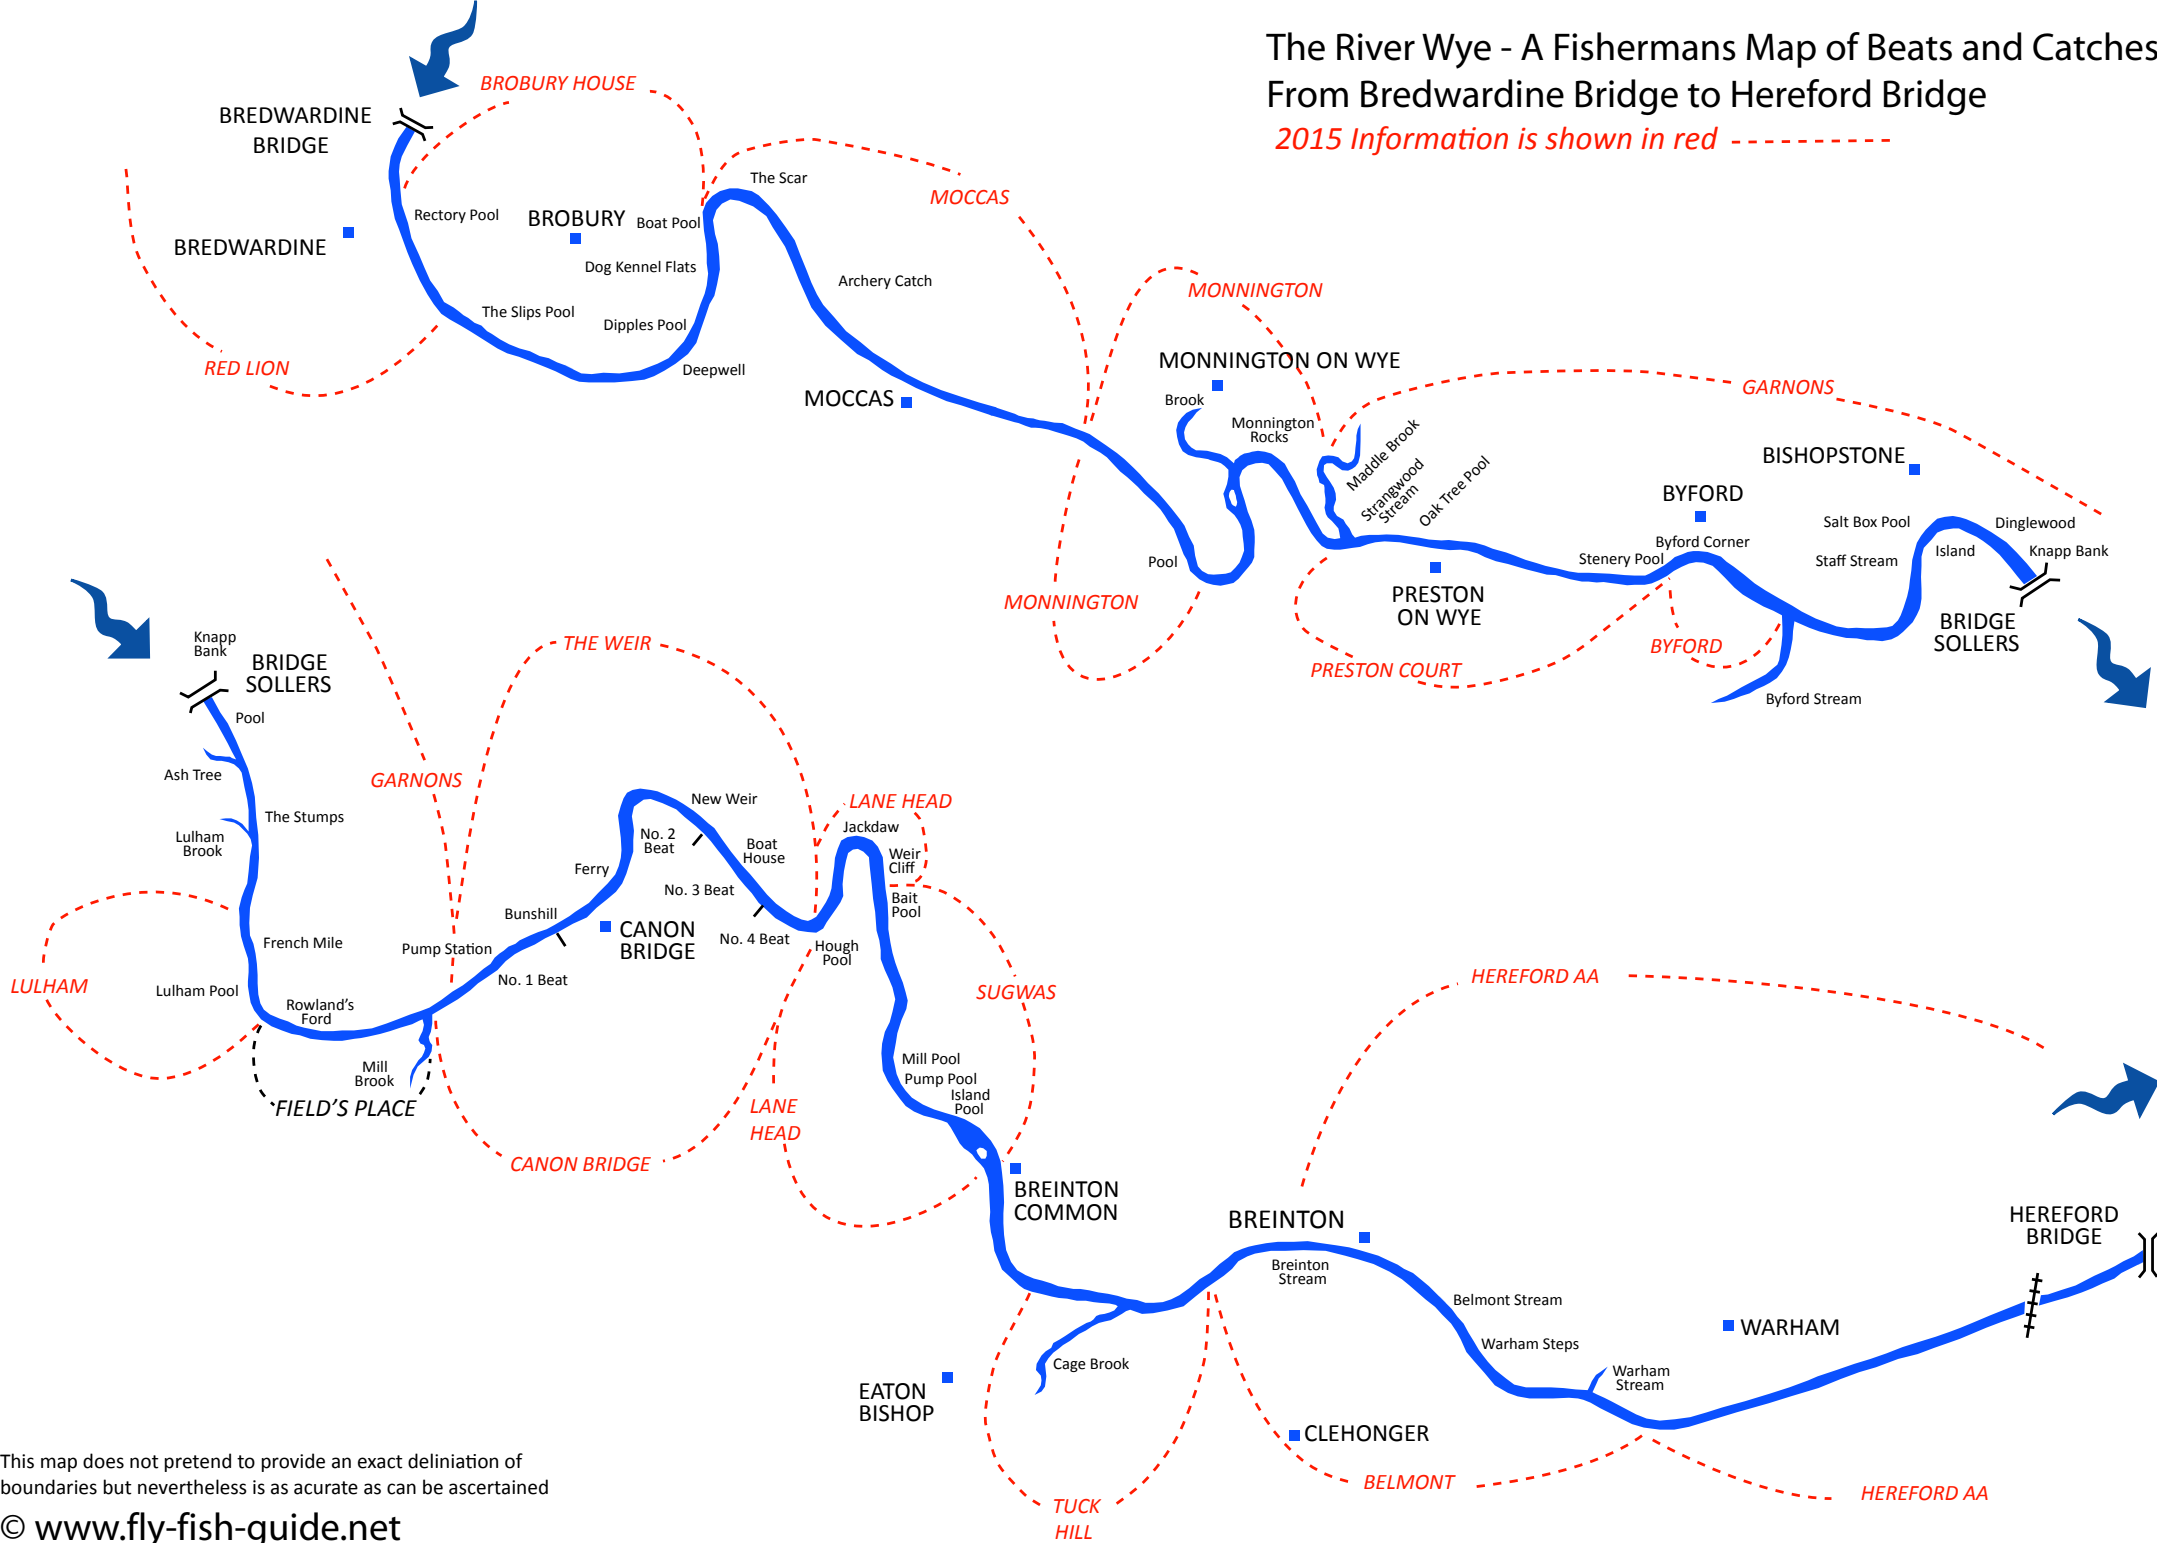 The River Wye - A Fishermans Map of Beats and Catches
From Bredwardine Bridge to Hereford Bridge
2015 Information is shown in red
BROBURY HOUSE
BREDWARDINE
BRIDGE
The Scar
MOCCAS
Rectory Pool
BROBURY
Boat Pool
BREDWARDINE
Dog Kennel Flats
Archery Catch
MONNINGTON
The Slips Pool
Dipples Pool
RED LION
Deepwell
MOCCAS
MONNINGTON ON WYE
Brook
Monnington
Rocks
GARNONS
Maddle Brook
Strangwood
Stream
Oak Tree Pool
BISHOPSTONE
BYFORD
Salt Box Pool
Dinglewood
Byford Corner
Staff Stream
Island
Knapp Bank
Pool
Stenery Pool
MONNINGTON
PRESTON
ON WYE
BRIDGE
SOLLERS
PRESTON COURT
BYFORD
Byford Stream
Knapp
Bank
BRIDGE
SOLLERS
THE WEIR
Pool
Ash Tree
GARNONS
The Stumps
Lulham
Brook
New Weir
LANE HEAD
No. 2
Beat
Boat
House
Jackdaw
Weir
Cliff
Ferry
No. 3 Beat
Bait
Pool
Bunshill
CANON
BRIDGE
No. 4 Beat
Hough
Pool
French Mile
Pump Station
No. 1 Beat
LULHAM
Lulham Pool
Rowland's
Ford
SUGWAS
HEREFORD AA
Mill
Brook
FIELD'S PLACE
Mill Pool
Pump Pool
Island
Pool
LANE
HEAD
CANON BRIDGE
BREINTON
COMMON
BREINTON
HEREFORD
BRIDGE
Breinton
Stream
Belmont Stream
WARHAM
Warham Steps
Cage Brook
Warham
Stream
EATON
BISHOP
CLEHONGER
BELMONT
HEREFORD AA
TUCK
HILL
This map does not pretend to provide an exact deliniation of
boundaries but nevertheless is as acurate as can be ascertained
© www.fly-fish-guide.net